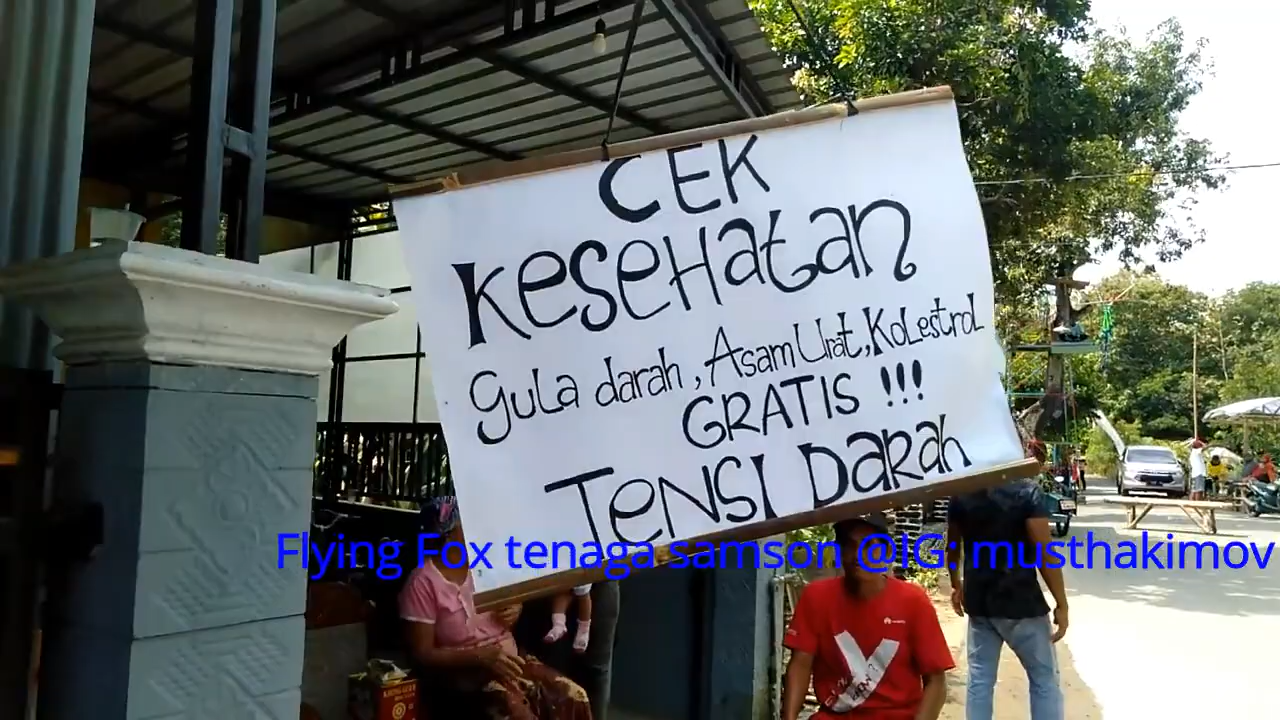 CEK
KeseHatan
Gula darah, Asam Urat, KoLestroL
GRATIS !!!
TeNSI DaRah
Flying Fox tenaga samson @IG: musthakimov